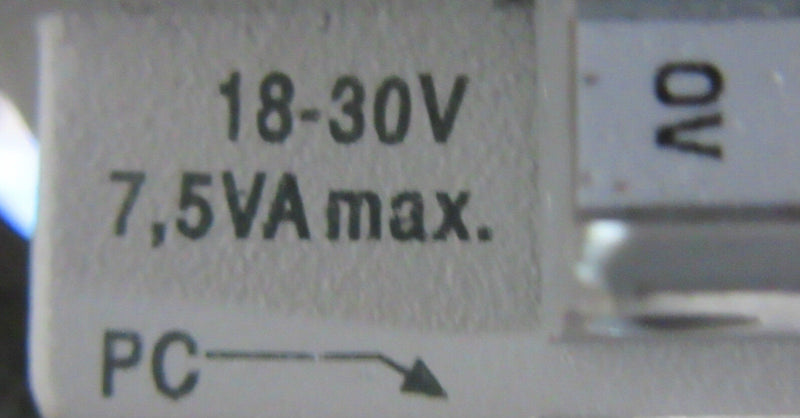 18-30V
7,5VA max.
PC
0V